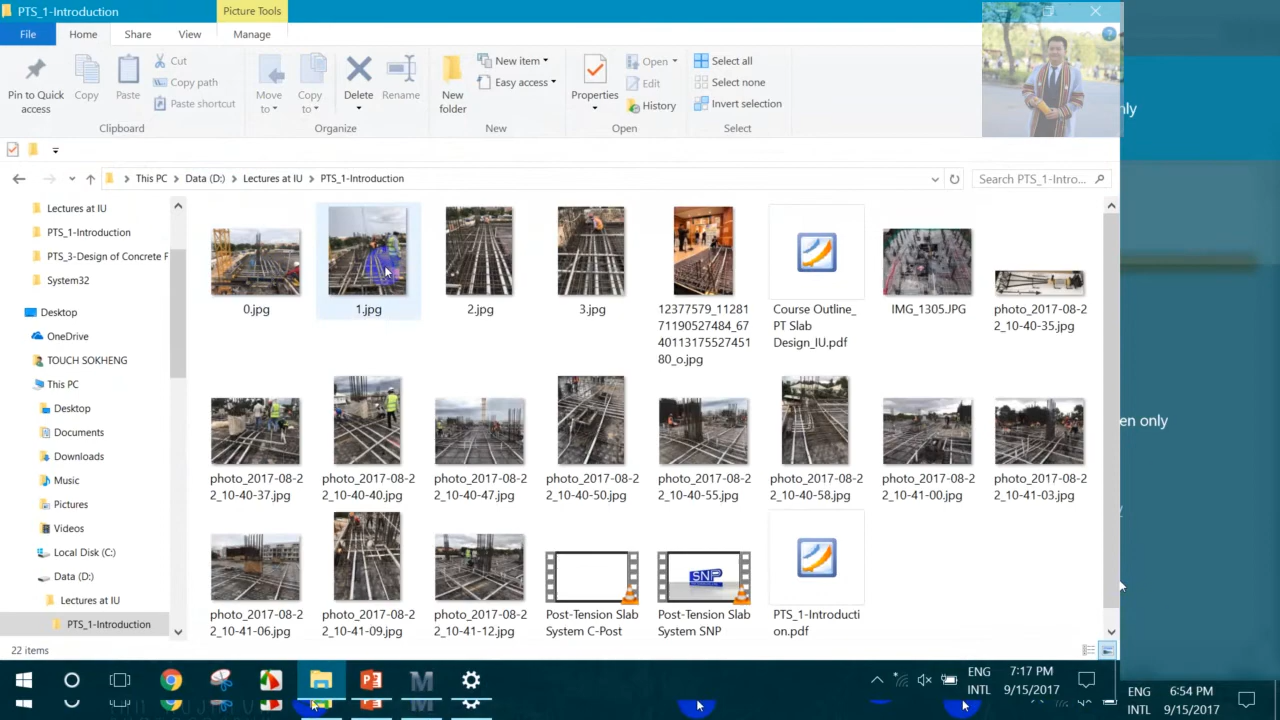 PTS_1-Introduction
Picture Tools
File
Home
Share
View
Manage
Pin to Quick access
Copy
Paste
Cut
Copy path
Paste shortcut
Clipboard
Move to
Copy to
Delete
Rename
Organize
New folder
New item
Easy access
New
Properties
Open
Edit
History
Open
Select all
Select none
Invert selection
Select
nly
This PC
Data (D:)
Lectures at IU
PTS_1-Introduction
Search PTS_1-Intro...
Lectures at IU
PTS_1-Introduction
PTS_3-Design of Concrete F
System32
Desktop
OneDrive
TOUCH SOKHENG
This PC
Desktop
Documents
Downloads
Music
Pictures
Videos
Local Disk (C:)
Data (D:)
Lectures at IU
PTS_1-Introduction
0.jpg
1.jpg
2.jpg
3.jpg
12377579_11281
71190527484_67
40113175527451
80_o.jpg
Course Outline_
PT Slab
Design_IU.pdf
IMG_1305.JPG
photo_2017-08-2
2_10-40-35.jpg
photo_2017-08-2
2_10-40-37.jpg
photo_2017-08-2
2_10-40-40.jpg
photo_2017-08-2
2_10-40-47.jpg
photo_2017-08-2
2_10-40-50.jpg
photo_2017-08-2
2_10-40-55.jpg
photo_2017-08-2
2_10-40-58.jpg
photo_2017-08-2
2_10-41-00.jpg
photo_2017-08-2
2_10-41-03.jpg
en only
photo_2017-08-2
2_10-41-06.jpg
photo_2017-08-2
2_10-41-09.jpg
photo_2017-08-2
2_10-41-12.jpg
Post-Tension Slab
System C-Post
SNP
Post-Tension Slab
System SNP
PTS_1-Introducti
on.pdf
22 items
ENG
INTL
7:17 PM
9/15/2017
ENG
INTL
6:54 PM
9/15/2017